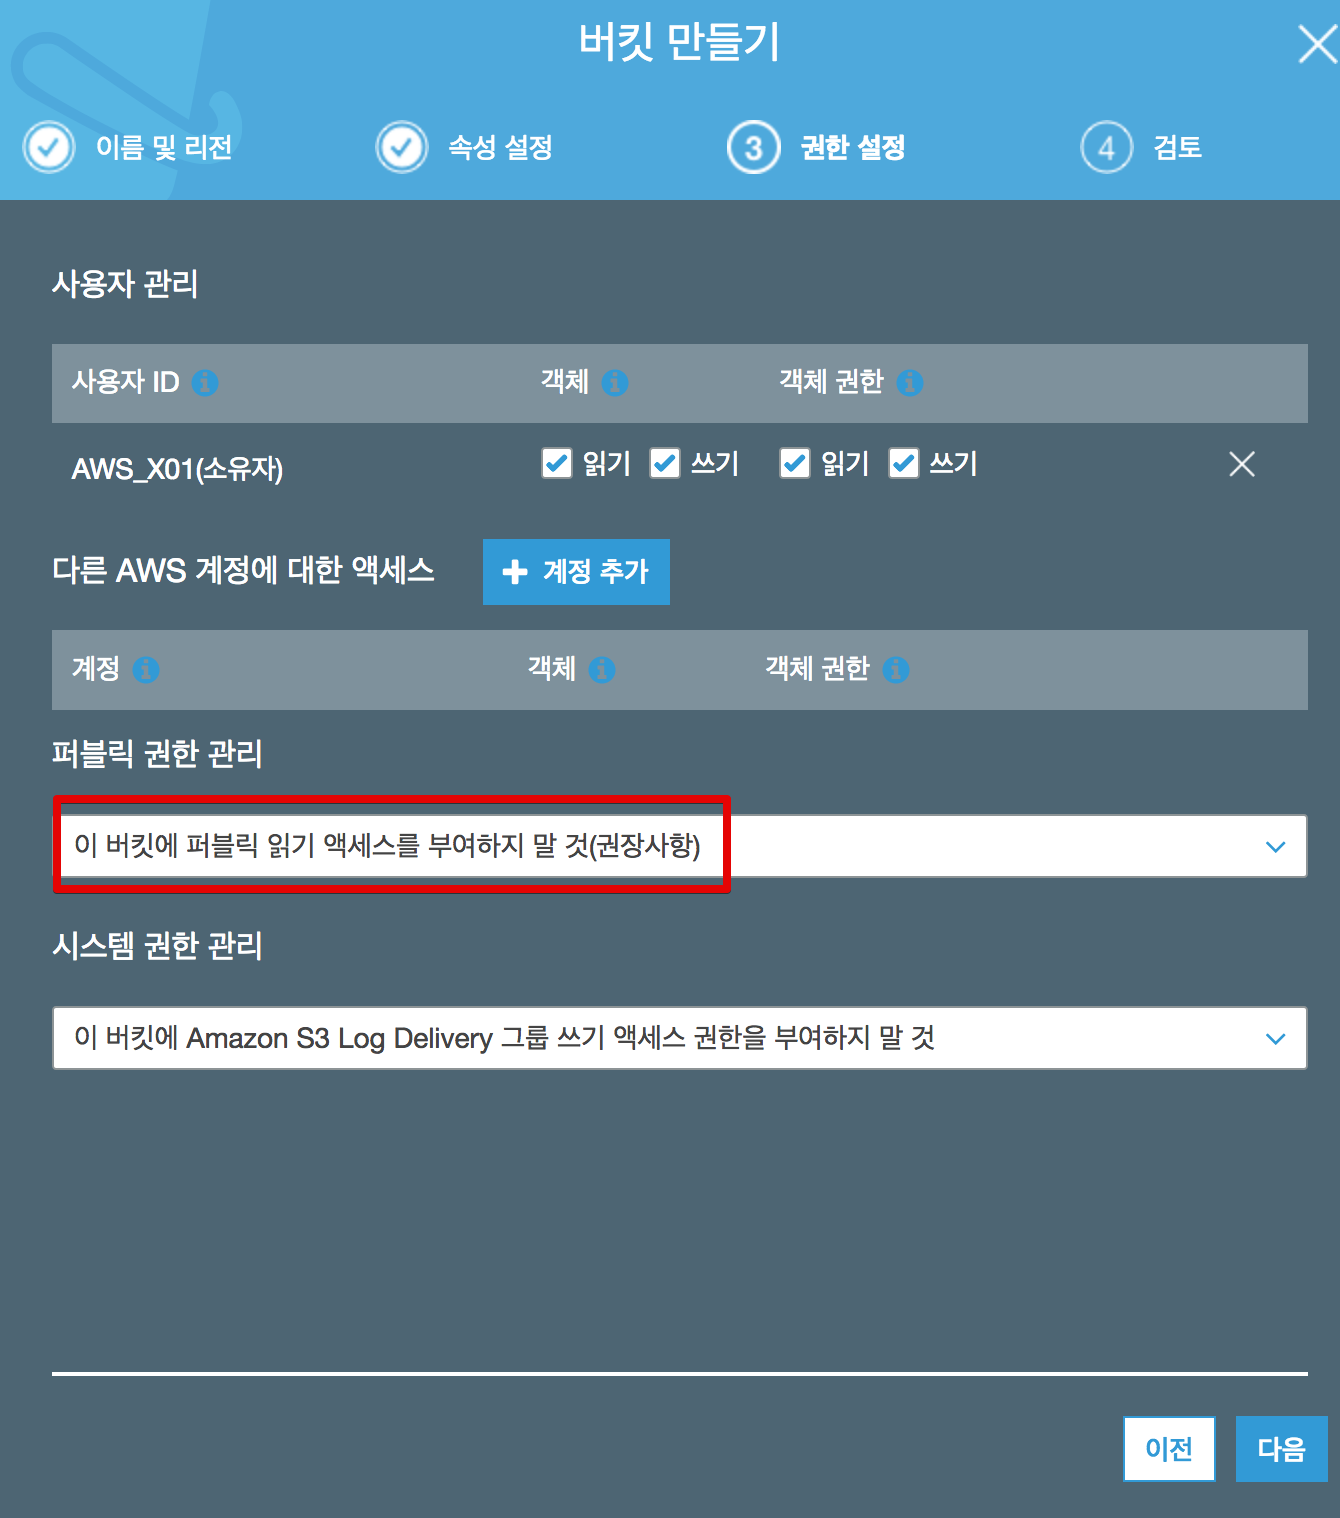 버킷 만들기
이름 및 리전
속성 설정
3 권한 설정
4 검토
사용자 관리
사용자 ID 객체 객체 권한
AWS_X01(소유자) 읽기 쓰기 읽기 쓰기
다른 AWS 계정에 대한 액세스 계정 추가
계정 객체 객체 권한
퍼블릭 권한 관리
이 버킷에 퍼블릭 읽기 액세스를 부여하지 말 것(권장사항)
시스템 권한 관리
이 버킷에 Amazon S3 Log Delivery 그룹 쓰기 액세스 권한을 부여하지 말 것
이전 다음